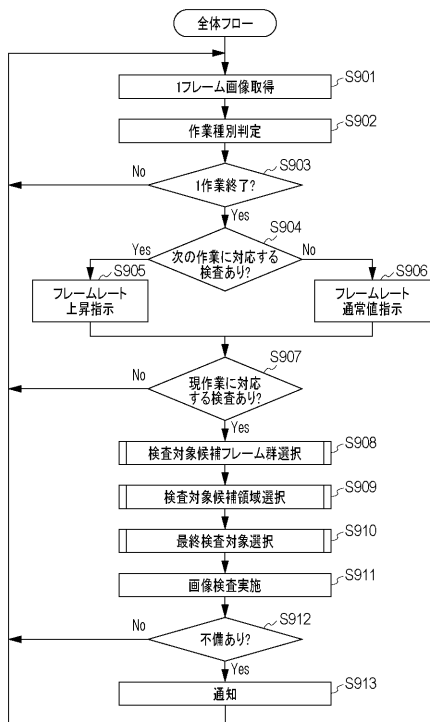 全体フロー
S901
1フレーム画像取得
S902
作業種別判定
S903
No
1作業終了?
Yes
S904
Yes
次の作業に対応する
検査あり?
No
S905
フレームレート
上昇指示
S906
フレームレート
通常値指示
S907
No
現作業に対応
する検査あり?
Yes
S908
検査対象候補フレーム群選択
S909
検査対象候補領域選択
S910
最終検査対象選択
S911
画像検査実施
S912
No
不備あり?
Yes
S913
通知